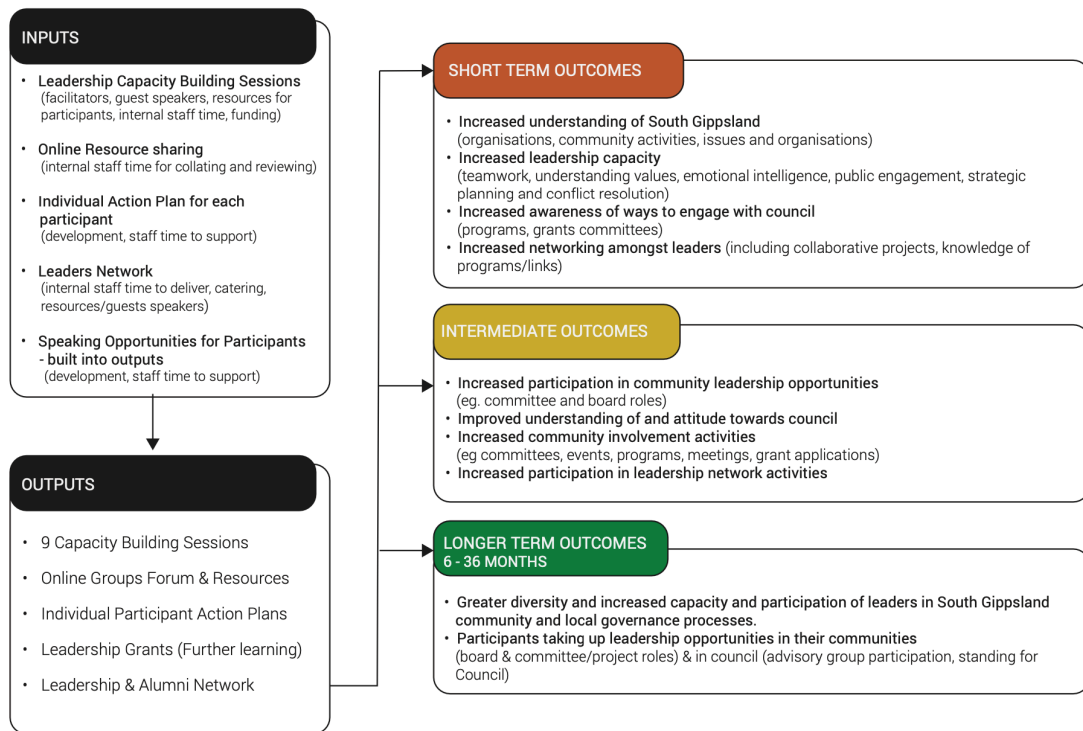 INPUTS
• Leadership Capacity Building Sessions
(facilitators, guest speakers, resources for
participants, internal staff time, funding)
• Online Resource sharing
(internal staff time for collating and reviewing)
• Individual Action Plan for each
participant
(development, staff time to support)
• Leaders Network
(internal staff time to deliver, catering,
resources/guests speakers)
• Speaking Opportunities for Participants
- built into outputs
(development, staff time to support)
OUTPUTS
• 9 Capacity Building Sessions
• Online Groups Forum & Resources
• Individual Participant Action Plans
• Leadership Grants (Further learning)
• Leadership & Alumni Network
SHORT TERM OUTCOMES
• Increased understanding of South Gippsland
(organisations, community activities, issues and organisations)
• Increased leadership capacity
(teamwork, understanding values, emotional intelligence, public engagement, strategic
planning and conflict resolution)
• Increased awareness of ways to engage with council
(programs, grants committees)
• Increased networking amongst leaders (including collaborative projects, knowledge of
programs/links)
INTERMEDIATE OUTCOMES
• Increased participation in community leadership opportunities
(eg. committee and board roles)
• Improved understanding of and attitude towards council
• Increased community involvement activities
(eg committees, events, programs, meetings, grant applications)
• Increased participation in leadership network activities
LONGER TERM OUTCOMES
6 - 36 MONTHS
• Greater diversity and increased capacity and participation of leaders in South Gippsland
community and local governance processes.
• Participants taking up leadership opportunities in their communities
(board & committee/project roles) & in council (advisory group participation, standing for
Council)